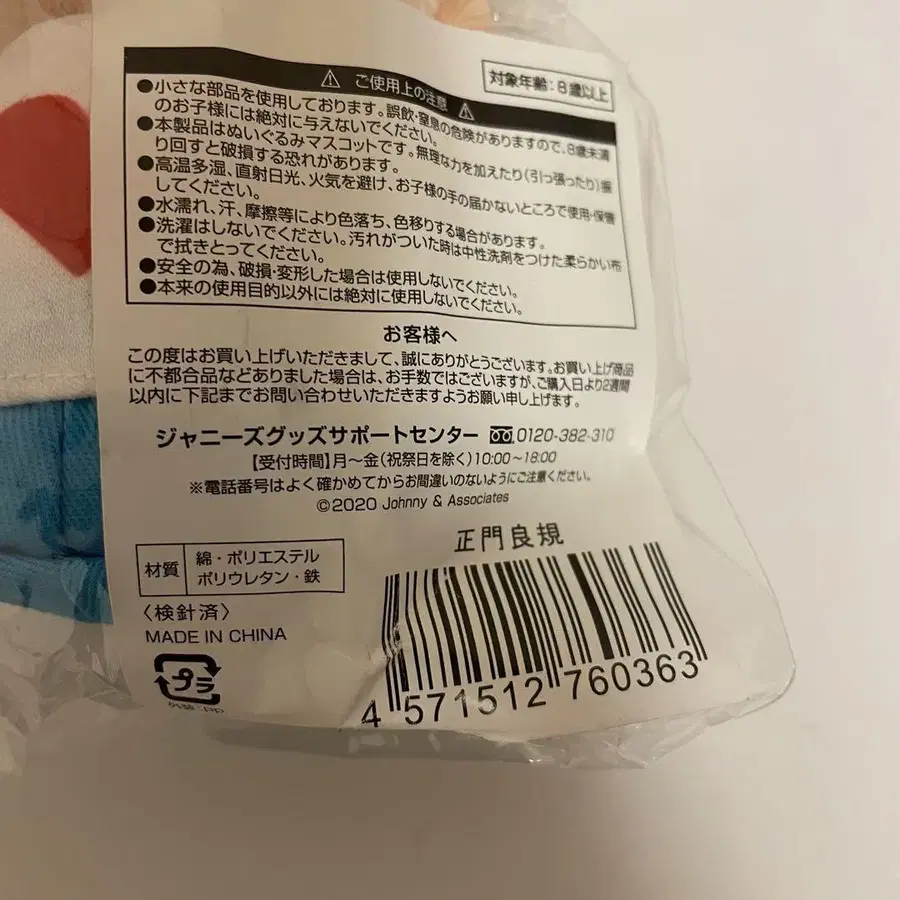 対象年齢:8歳以上
⚠ ご使用上の注意 ⚠
●小さな部品を使用しております。誤飲・窒息の危険がありますので、8歳未満
のお子様には絶対に与えないでください。
●本製品はぬいぐるみマスコットです。無理な力を加えたり(引っ張ったり)振
り回すと破損する恐れがあります。
●高温多湿、直射日光、火気を避け、お子様の手の届かないところで使用・保管
してください。
●水濡れ、汗、摩擦等により色落ち、色移りする場合があります。
●洗濯はしないでください。汚れがついた時は中性洗剤をつけた柔らかい布
で拭きとってください。
●安全の為、破損・変形した場合は使用しないでください。
●本来の使用目的以外には絶対に使用しないでください。
お客様へ
この度はお買い上げいただきまして、誠にありがとうございます。お買い上げ商品
に不都合品などありました場合は、お手数ではございますが、ご購入日より2週間
以内に下記までお問い合わせいただきますようお願い申し上げます。
ジャニーズグッズサポートセンター 0120-382-310
【受付時間】月〜金(祝祭日を除く)10:00〜18:00
※電話番号はよく確かめてからお間違いのないようにご注意ください。
©2020 Johnny & Associates
正門良規
材質
綿・ポリエステル
ポリウレタン・鉄
〈検針済〉
MADE IN CHINA
プラ
外装:PP
4 571512 760363